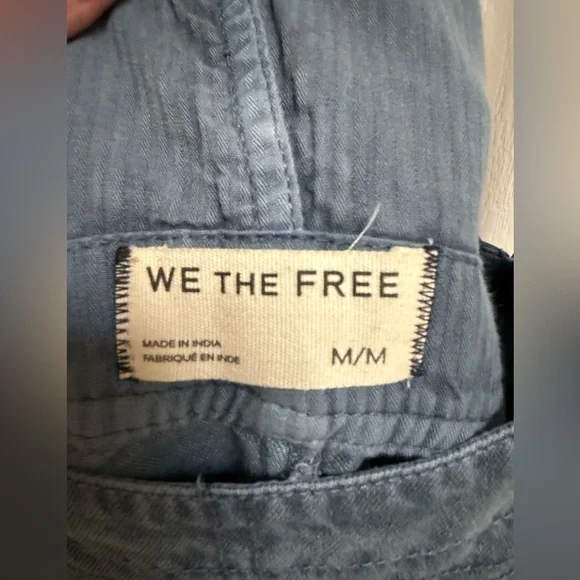 WE THE FREE
MADE IN INDIA
FABRIQUÉ EN INDE
M/M